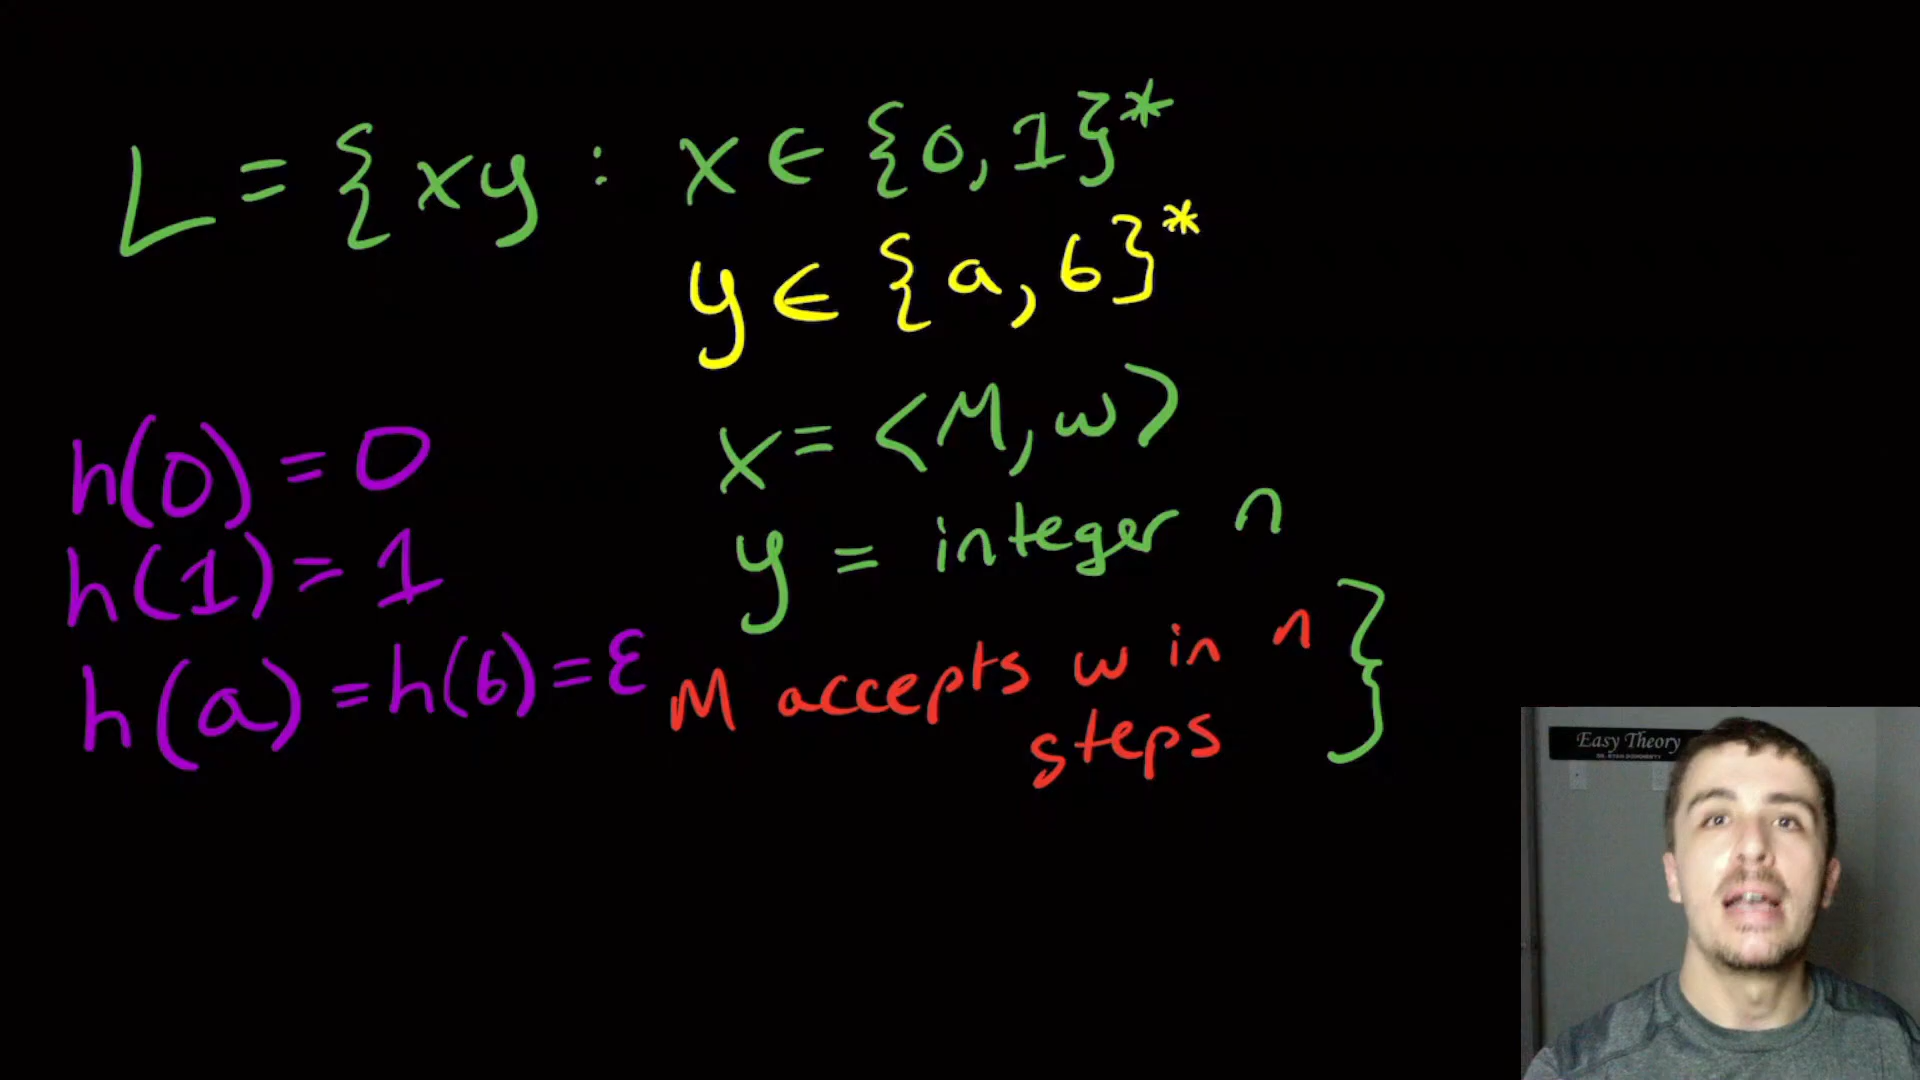 L = {xy : x ∈ {0,1}*
y ∈ {a,b}*
x = <M,w>
y = integer n
M accepts w in n
steps }
h(0) = 0
h(1) = 1
h(a) = h(b) = ε
Easy Theory